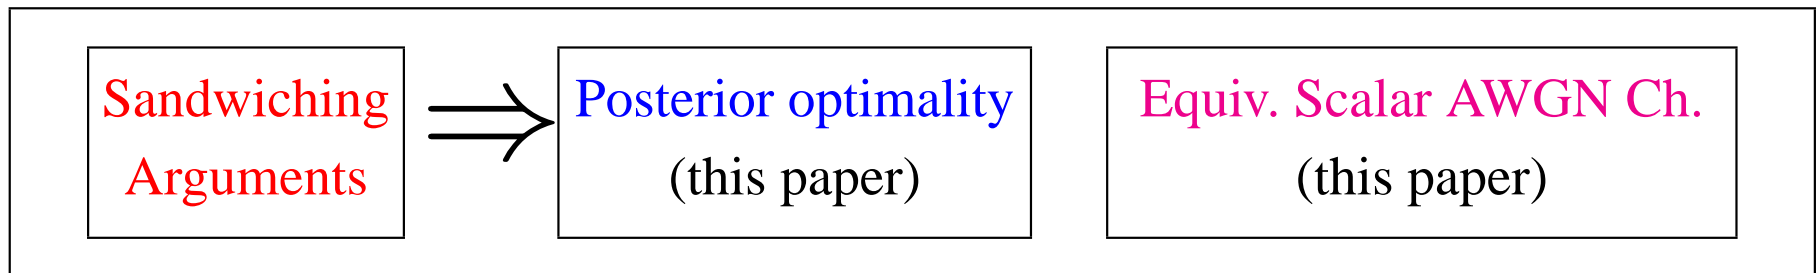 Sandwiching
Arguments
Posterior optimality
(this paper)
Equiv. Scalar AWGN Ch.
(this paper)